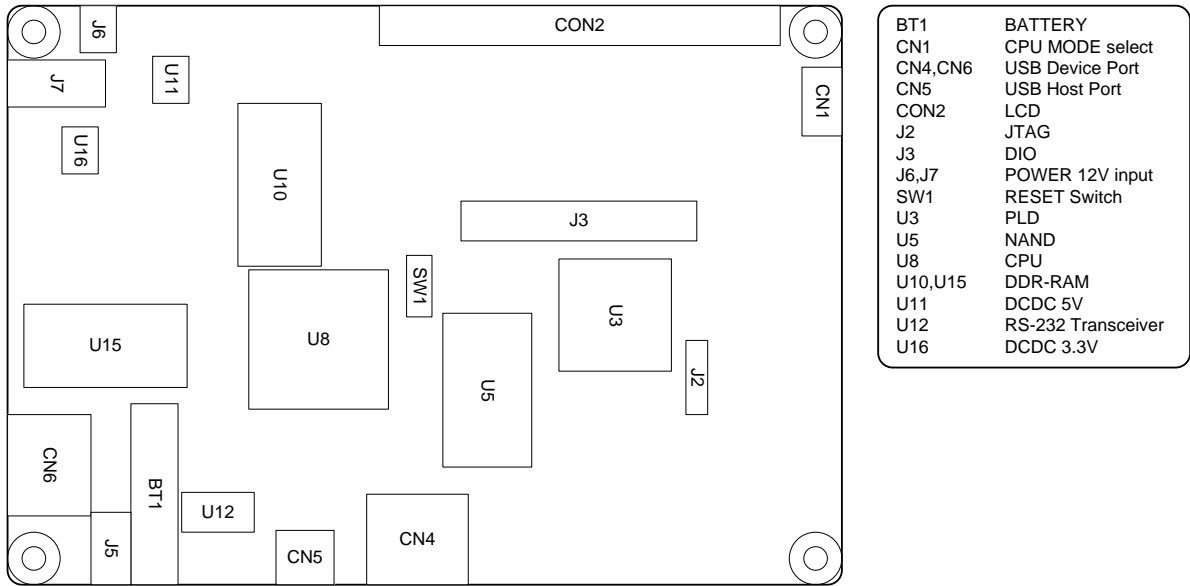 J6
CON2
J7
U11
CN1
U16
U10
J3
SW1
U3
U15
U8
J2
U5
CN6
BT1
U12
J5
CN5
CN4
BT1 BATTERY
CN1 CPU MODE select
CN4,CN6 USB Device Port
CN5 USB Host Port
CON2 LCD
J2 JTAG
J3 DIO
J6,J7 POWER 12V input
SW1 RESET Switch
U3 PLD
U5 NAND
U8 CPU
U10,U15 DDR-RAM
U11 DCDC 5V
U12 RS-232 Transceiver
U16 DCDC 3.3V